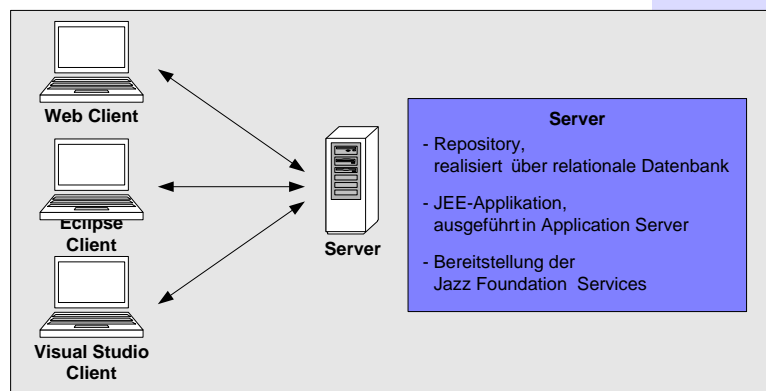 Web Client
Eclipse
Client
Visual Studio
Client
Server
Server
- Repository,
realisiert über relationale Datenbank
- JEE-Applikation,
ausgeführt in Application Server
- Bereitstellung der
Jazz Foundation Services